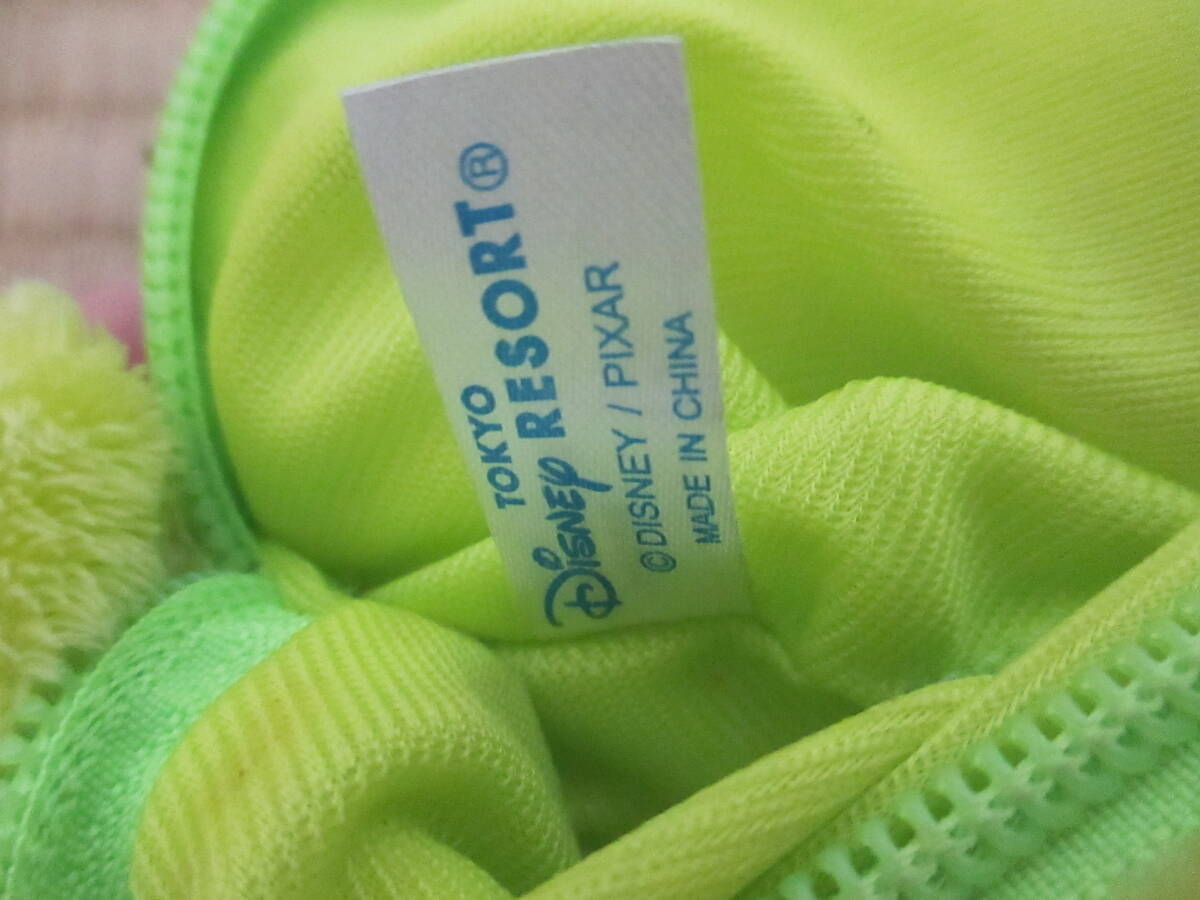 TOKYO
Disney RESORT®
©DISNEY / PIXAR
MADE IN CHINA